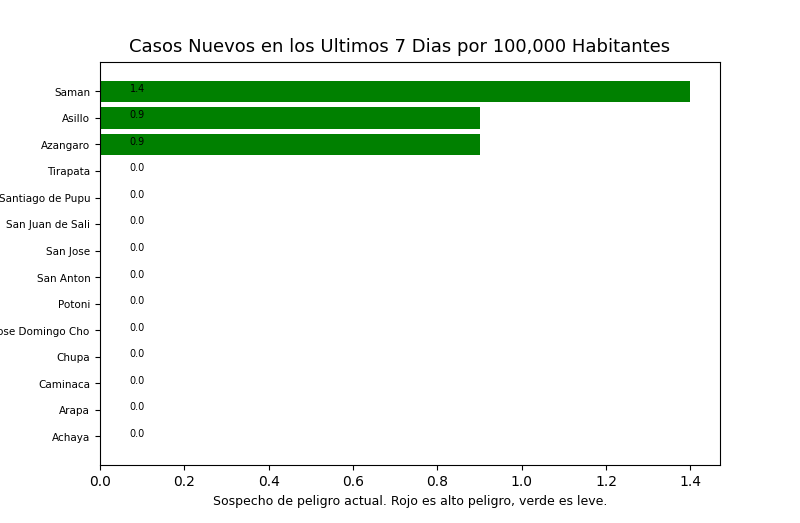 Casos Nuevos en los Ultimos 7 Dias por 100,000 Habitantes
Saman 1.4
Asillo 0.9
Azangaro 0.9
Tirapata 0.0
Santiago de Pupu 0.0
San Juan de Sali 0.0
San Jose 0.0
San Anton 0.0
Potoni 0.0
ose Domingo Cho 0.0
Chupa 0.0
Caminaca 0.0
Arapa 0.0
Achaya 0.0
0.0 0.2 0.4 0.6 0.8 1.0 1.2 1.4
Sospecho de peligro actual. Rojo es alto peligro, verde es leve.